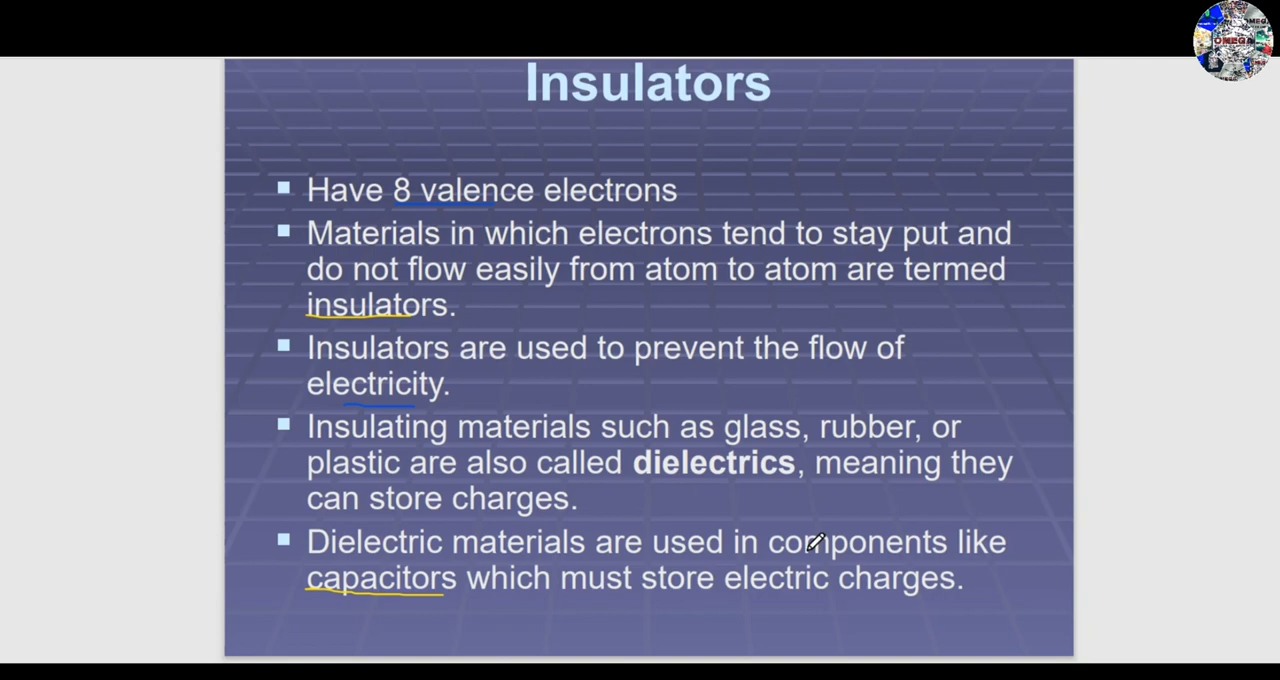 OMEGA
OMEGA
Insulators
Have 8 valence electrons
Materials in which electrons tend to stay put and
do not flow easily from atom to atom are termed
insulators.
Insulators are used to prevent the flow of
electricity.
Insulating materials such as glass, rubber, or
plastic are also called dielectrics, meaning they
can store charges.
Dielectric materials are used in components like
capacitors which must store electric charges.